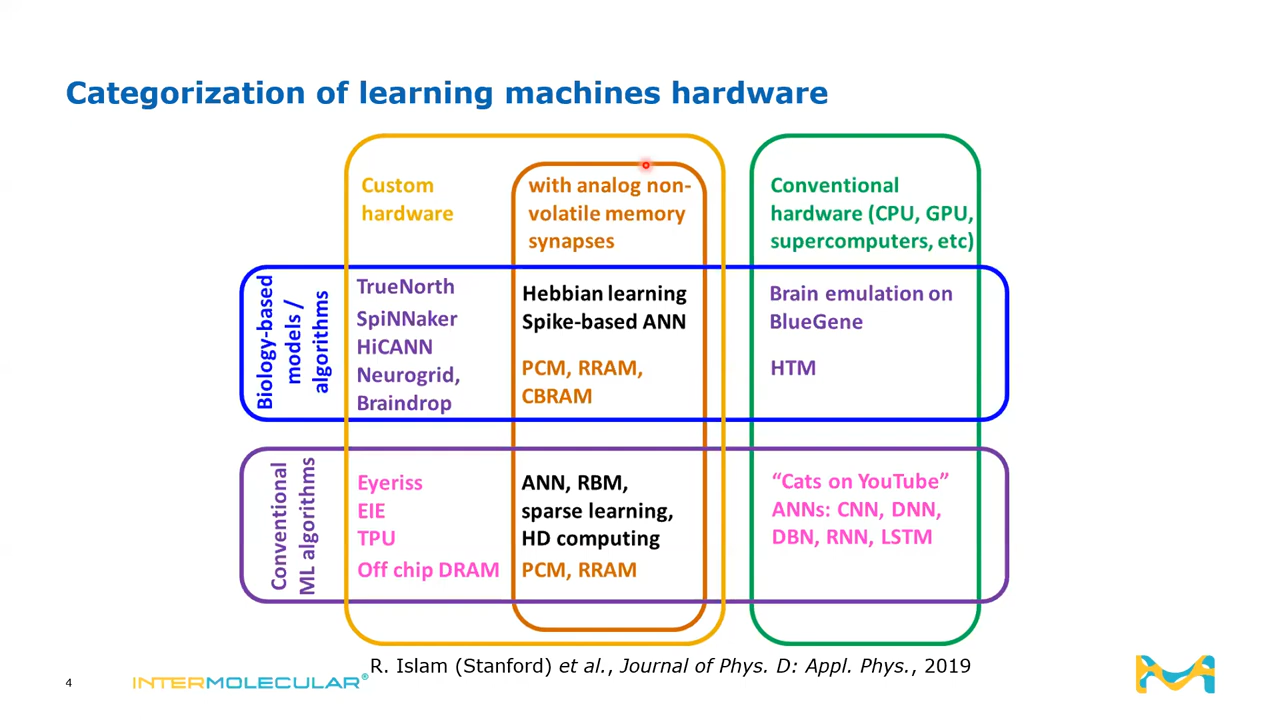 Categorization of learning machines hardware
Custom
hardware
with analog non-
volatile memory
synapses
Conventional
hardware (CPU, GPU,
supercomputers, etc)
Biology-based
models /
algorithms
TrueNorth
SpiNNaker
HiCANN
Neurogrid,
Braindrop
Hebbian learning
Spike-based ANN
PCM, RRAM,
CBRAM
Brain emulation on
BlueGene
HTM
Conventional
ML algorithms
Eyeriss
EIE
TPU
Off chip DRAM
ANN, RBM,
sparse learning,
HD computing
PCM, RRAM
“Cats on YouTube”
ANNs: CNN, DNN,
DBN, RNN, LSTM
R. Islam (Stanford) et al., Journal of Phys. D: Appl. Phys., 2019
4
INTERMOLECULAR®